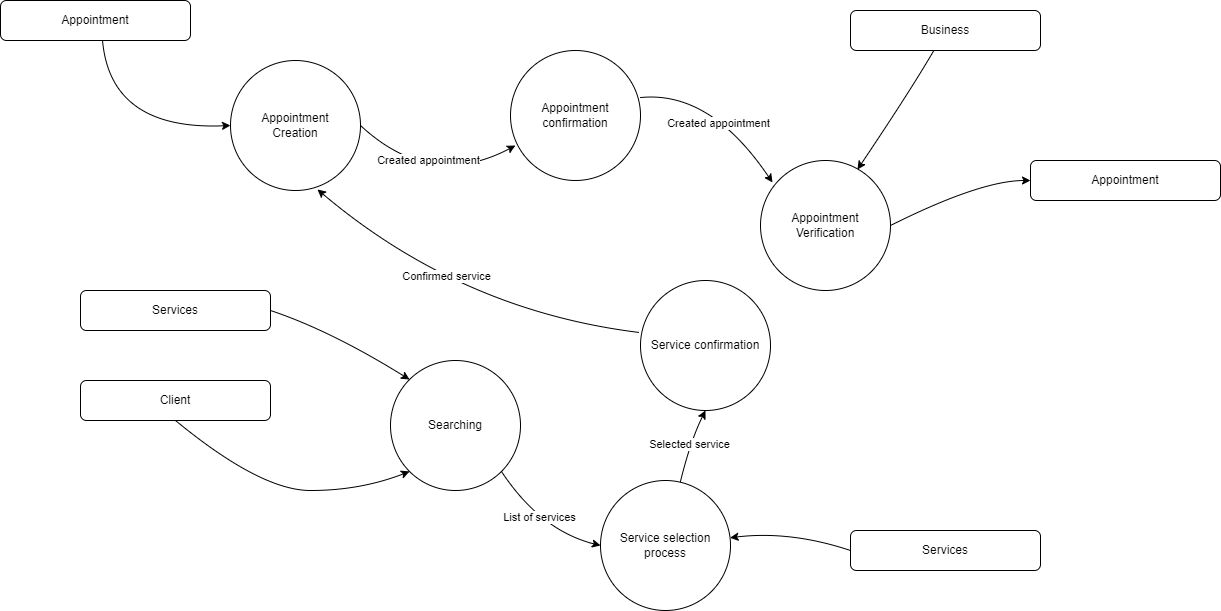 Appointment
Business
Appointment
Creation
Appointment
confirmation
Created appointment
Created appointment
Appointment
Appointment
Verification
Confirmed service
Services
Service confirmation
Client
Searching
Selected service
List of services
Service selection
process
Services